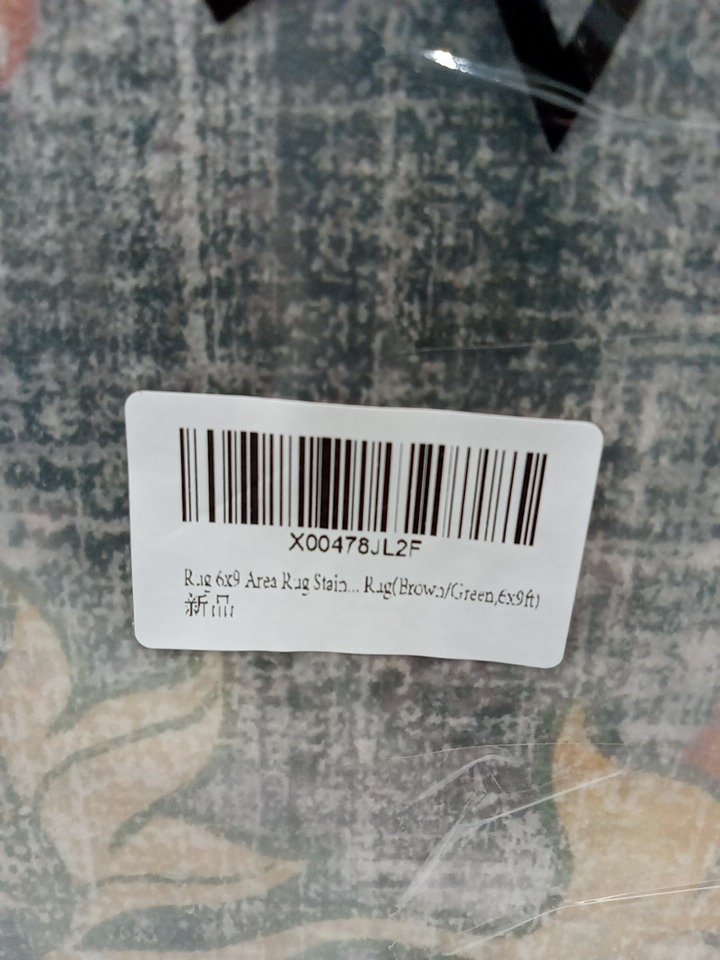 X00478JL2F
Rug 6x9 Area Rug Stain... Rug(Brown/Green,6x9ft)
新品